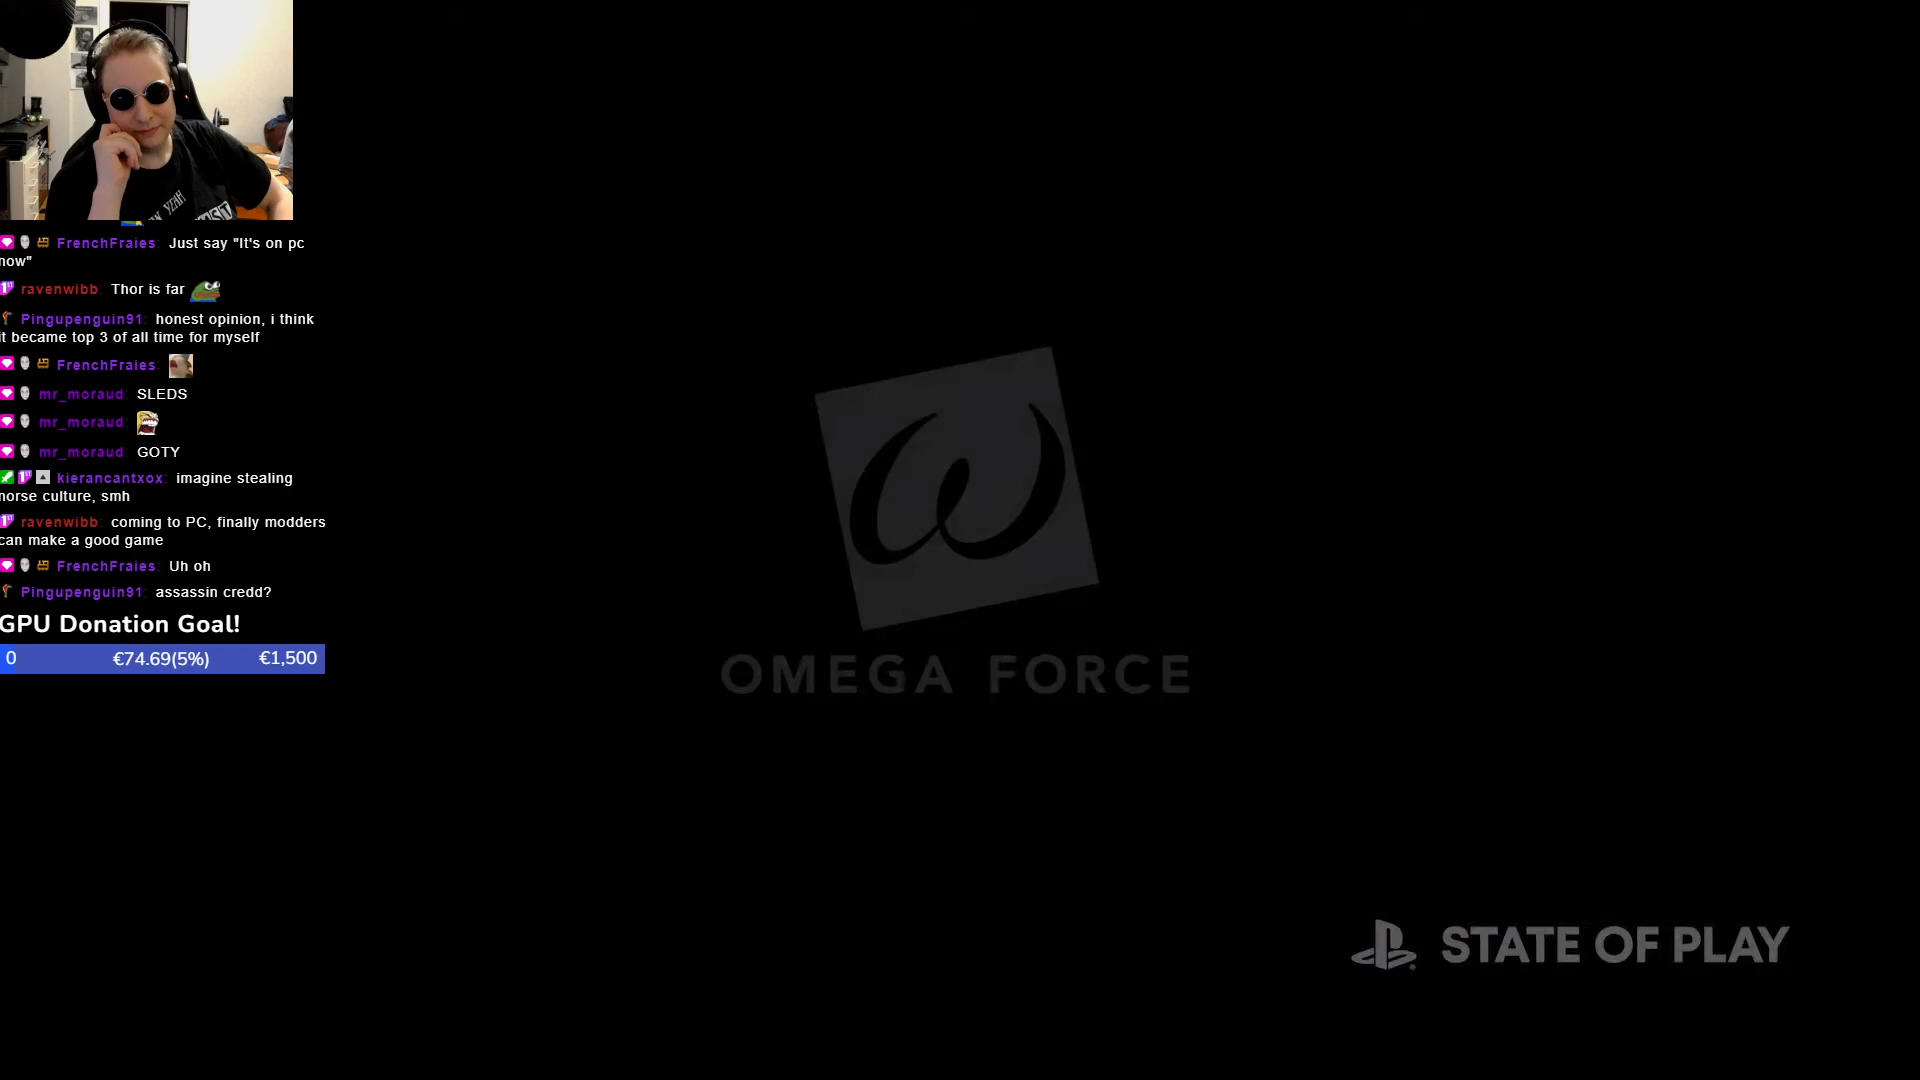 FrenchFraies: Just say "It's on pc
now"
ravenwibb: Thor is far
Pingupenguin91: honest opinion, i think
it became top 3 of all time for myself
FrenchFraies:
mr_moraud: SLEDS
mr_moraud:
mr_moraud: GOTY
kierancantxox: imagine stealing
norse culture, smh
ravenwibb: coming to PC, finally modders
can make a good game
FrenchFraies: Uh oh
Pingupenguin91: assassin credd?
GPU Donation Goal!
0 €74.69(5%) €1,500
OMEGA FORCE
STATE OF PLAY